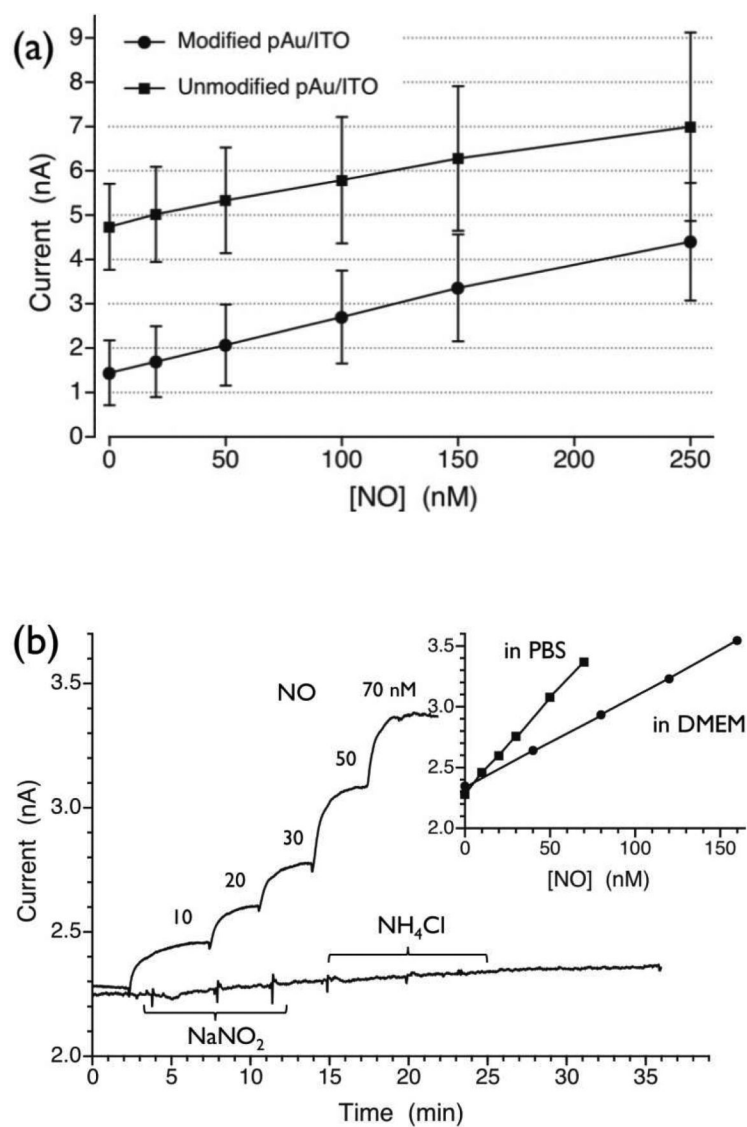 (a)
Modified pAu/ITO
Unmodified pAu/ITO
9
8
7
6
5
4
3
2
1
0
Current (nA)
0 50 100 150 200 250
[NO] (nM)
(b)
3.5
3.0
2.5
2.0
Current (nA)
NO
70 nM
50
30
20
10
NH₄Cl
NaNO₂
0 5 10 15 20 25 30 35
Time (min)
in PBS
in DMEM
3.5
3.0
2.5
2.0
0 50 100 150
[NO] (nM)